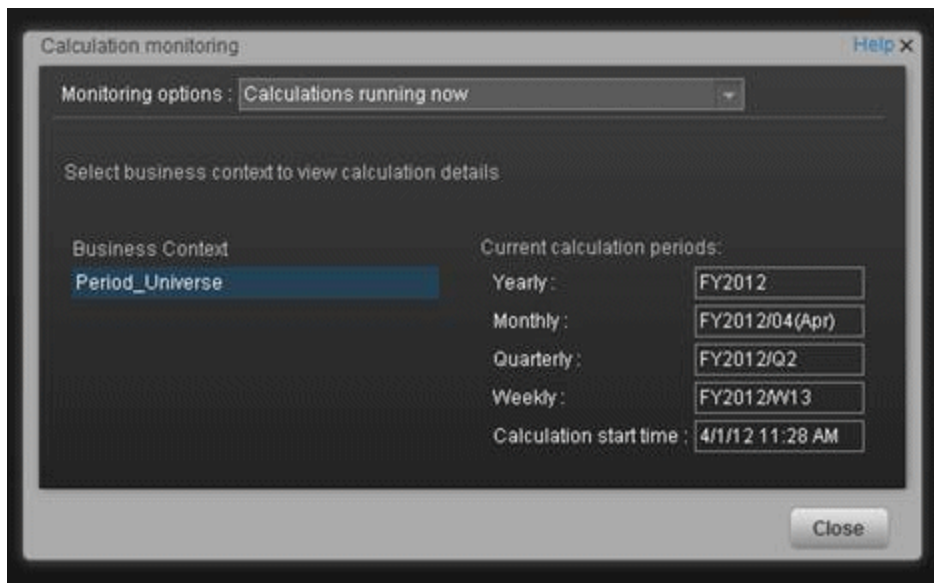 Calculation monitoring Help ×
Monitoring options : Calculations running now
Select business context to view calculation details
Business Context
Period_Universe
Current calculation periods:
Yearly : FY2012
Monthly : FY2012/04(Apr)
Quarterly : FY2012/Q2
Weekly : FY2012/W13
Calculation start time : 4/1/12 11:28 AM
Close